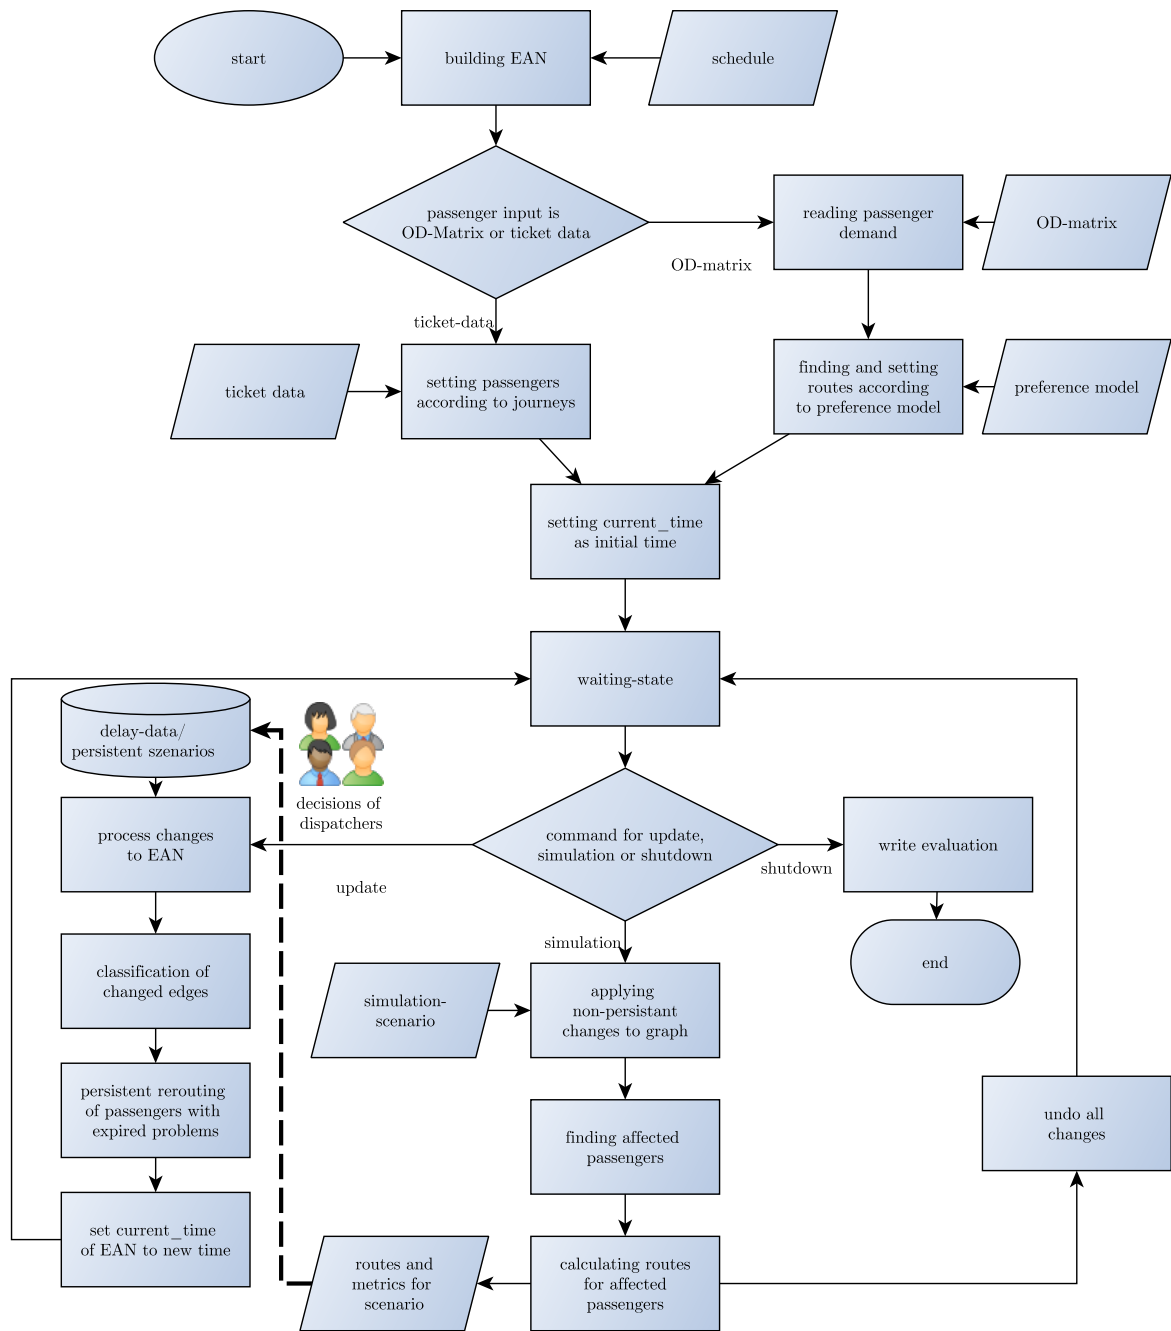 start
building EAN
schedule
passenger input is
OD-Matrix or ticket data
reading passenger
demand
OD-matrix
OD-matrix
ticket-data
ticket data
setting passengers
according to journeys
finding and setting
routes according
to preference model
preference model
setting current_time
as initial time
waiting-state
delay-data/
persistent szenarios
decisions of
dispatchers
process changes
to EAN
command for update,
simulation or shutdown
write evaluation
shutdown
update
simulation
classification of
changed edges
simulation-
scenario
applying
non-persistant
changes to graph
end
persistent rerouting
of passengers with
expired problems
finding affected
passengers
undo all
changes
set current_time
of EAN to new time
routes and
metrics for
scenario
calculating routes
for affected
passengers